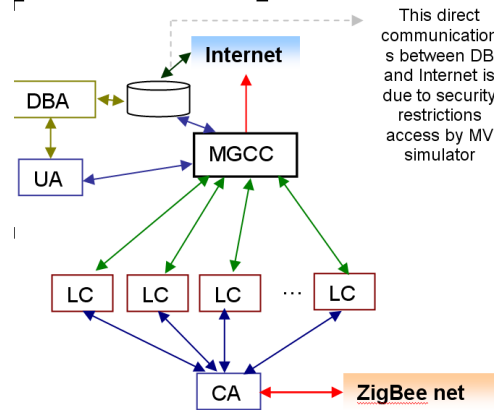 This direct
communication
s between DB
and Internet is
due to security
restrictions
access by MV
simulator
Internet
DBA
MGCC
UA
LC
LC
LC
...
LC
CA
ZigBee net